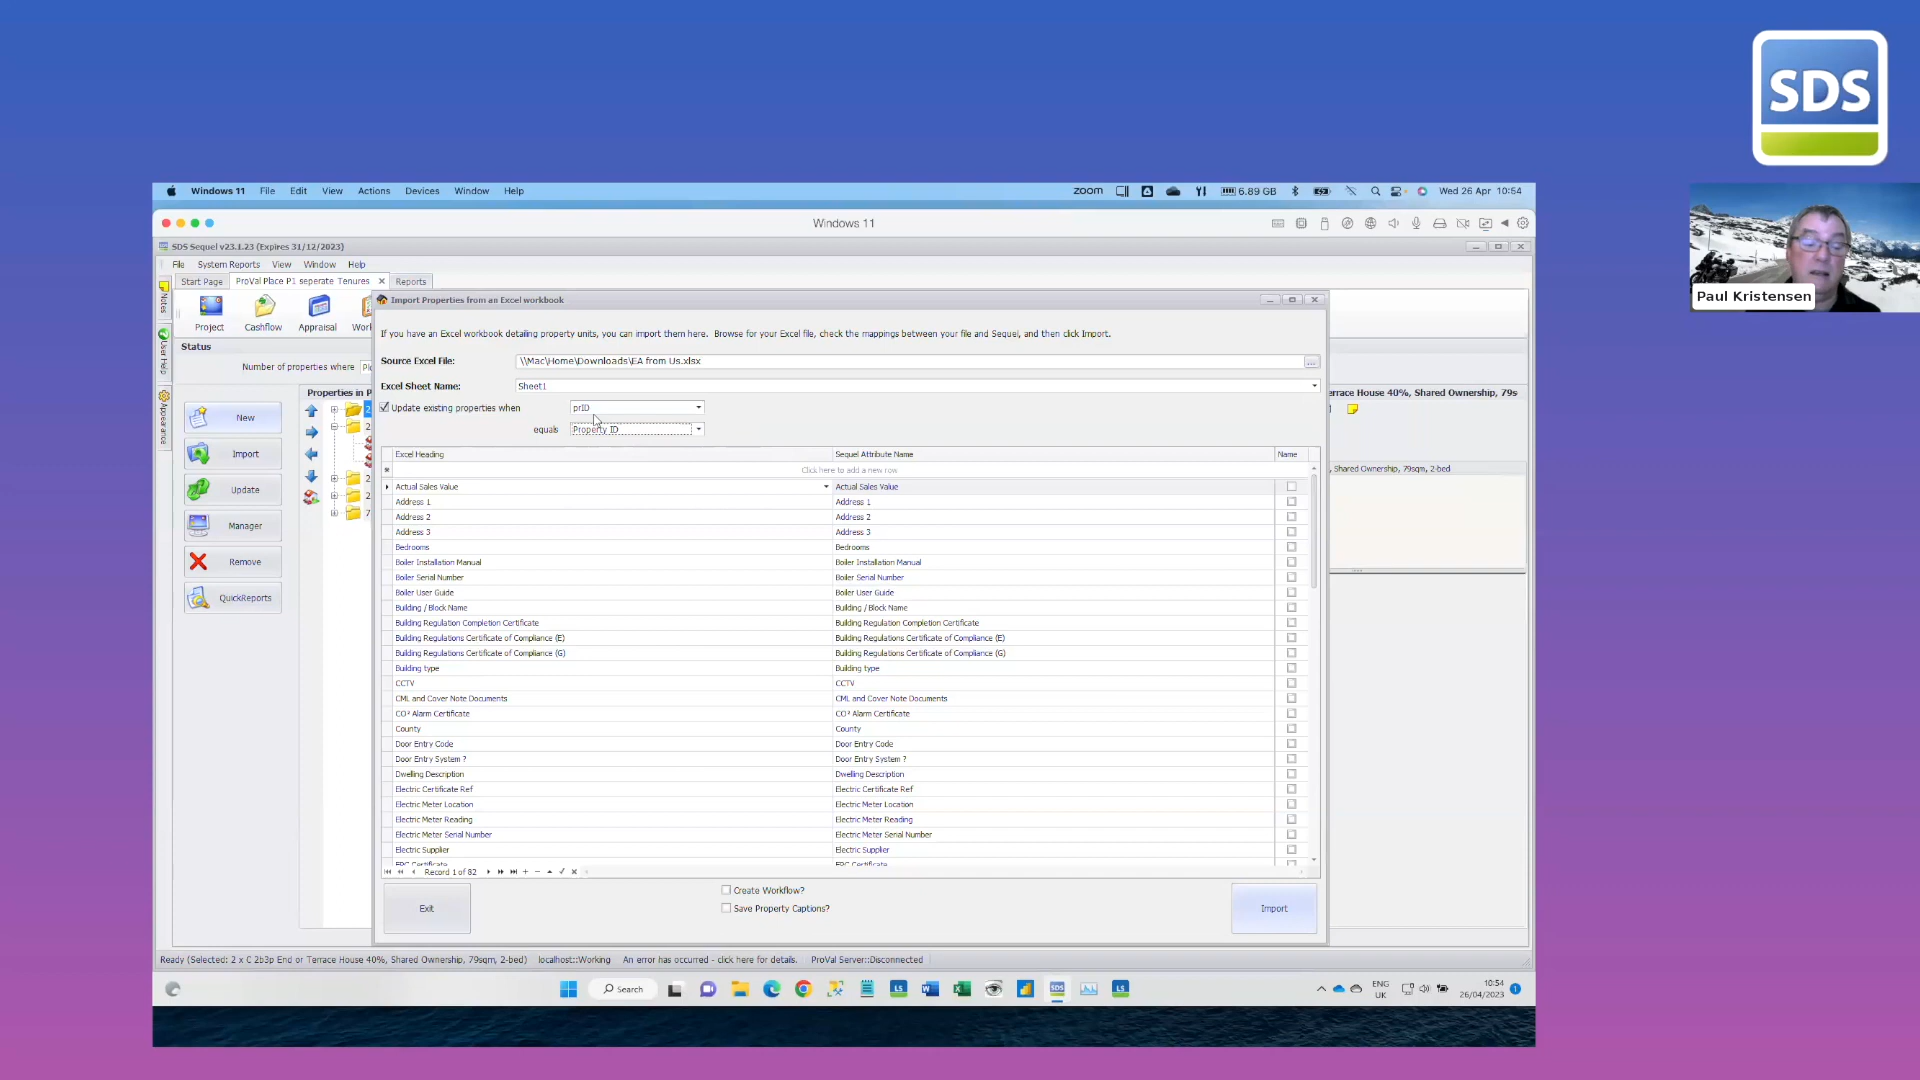 SDS
Windows 11 File Edit View Actions Devices Window Help
zoom 6.89 GB Wed 26 Apr 10:54
Windows 11
SDS Sequel v23.1.23 (Expires 31/12/2023)
File System Reports View Window Help
Start Page ProVal Place P1 seperate Tenures Reports
Project Cashflow Appraisal
Notes
User Help
Appearance
Status
Number of properties where
Properties in P
New
Import
Update
Manager
Remove
QuickReports
Import Properties from an Excel workbook
If you have an Excel workbook detailing property units, you can import them here. Browse for your Excel file, check the mappings between your file and Sequel, and then click Import.
Source Excel File: \\Mac\Home\Downloads\EA from Us.xlsx
Excel Sheet Name: Sheet1
Update existing properties when prID
equals Property ID
Excel Heading Sequel Attribute Name Name
Click here to add a new row
Actual Sales Value Actual Sales Value
Address 1 Address 1
Address 2 Address 2
Address 3 Address 3
Bedrooms Bedrooms
Boiler Installation Manual Boiler Installation Manual
Boiler Serial Number Boiler Serial Number
Boiler User Guide Boiler User Guide
Building / Block Name Building / Block Name
Building Regulation Completion Certificate Building Regulation Completion Certificate
Building Regulations Certificate of Compliance (E) Building Regulations Certificate of Compliance (E)
Building Regulations Certificate of Compliance (G) Building Regulations Certificate of Compliance (G)
Building type Building type
CCTV CCTV
CML and Cover Note Documents CML and Cover Note Documents
CO² Alarm Certificate CO² Alarm Certificate
County County
Door Entry Code Door Entry Code
Door Entry System ? Door Entry System ?
Dwelling Description Dwelling Description
Electric Certificate Ref Electric Certificate Ref
Electric Meter Location Electric Meter Location
Electric Meter Reading Electric Meter Reading
Electric Meter Serial Number Electric Meter Serial Number
Electric Supplier Electric Supplier
EPC Certificate EPC Certificate
Record 1 of 82
Create Workflow?
Save Property Captions?
Exit
Import
errace House 40%, Shared Ownership, 79s
, Shared Ownership, 79sqm, 2-bed
Ready (Selected: 2 x C 2b3p End or Terrace House 40%, Shared Ownership, 79sqm, 2-bed) localhost::Working An error has occurred - click here for details. ProVal Server::Disconnected
Search
SDS
ENG
UK
10:54
26/04/2023
Paul Kristensen